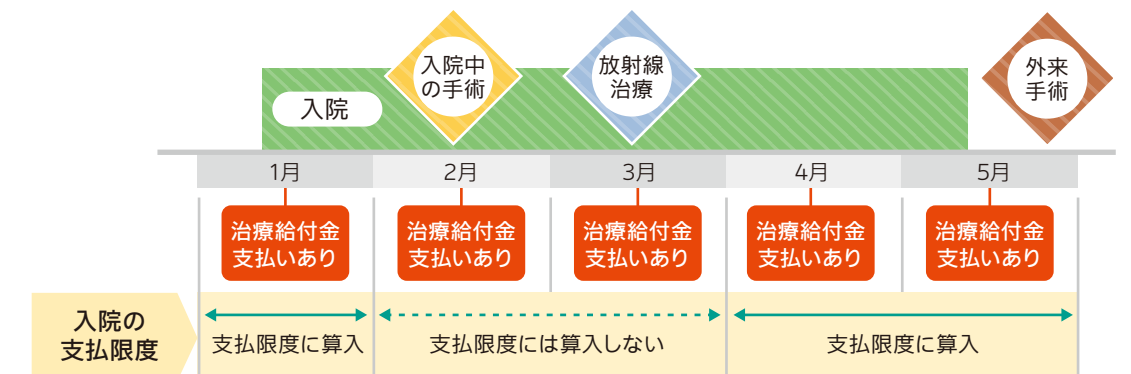 入院
入院中
の手術
放射線
治療
外来
手術
1月
2月
3月
4月
5月
治療給付金
支払いあり
治療給付金
支払いあり
治療給付金
支払いあり
治療給付金
支払いあり
治療給付金
支払いあり
入院の
支払限度
支払限度に算入
支払限度には算入しない
支払限度に算入